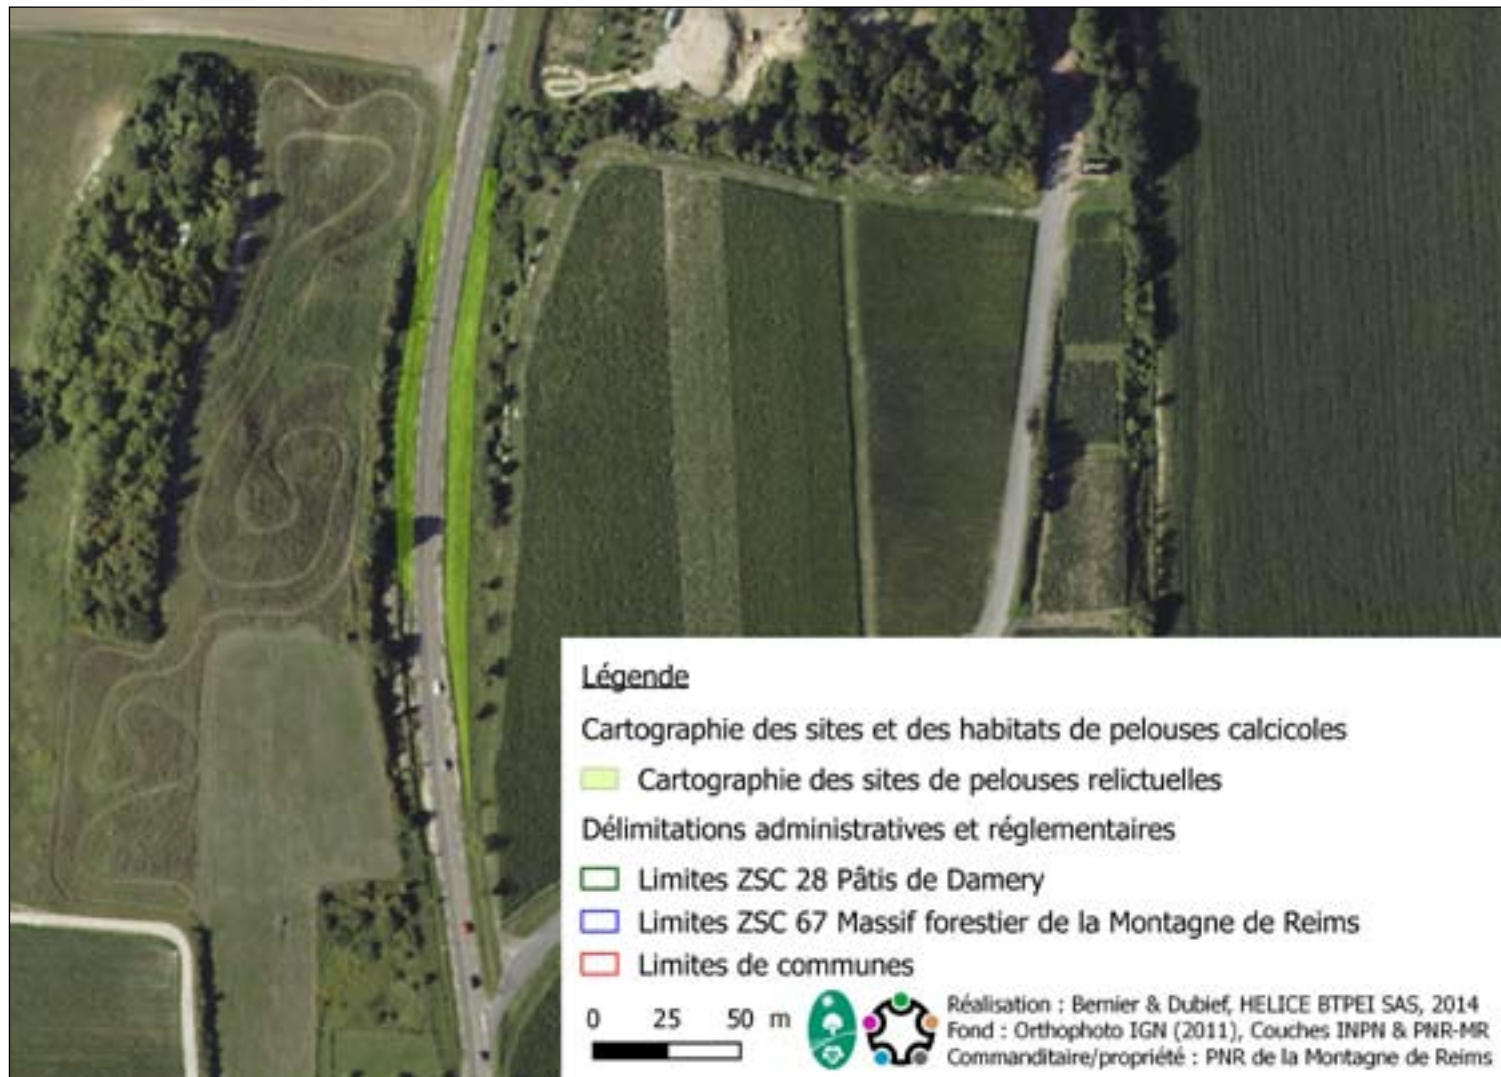 Légende
Cartographie des sites et des habitats de pelouses calcicoles
Cartographie des sites de pelouses relictuelles
Délimitations administratives et réglementaires
Limites ZSC 28 Pâtis de Damery
Limites ZSC 67 Massif forestier de la Montagne de Reims
Limites de communes
0 25 50 m
Réalisation : Bernier & Dubief, HELICE BTPEI SAS, 2014
Fond : Orthophoto IGN (2011), Couches INPN & PNR-MR
Commanditaire/propriété : PNR de la Montagne de Reims